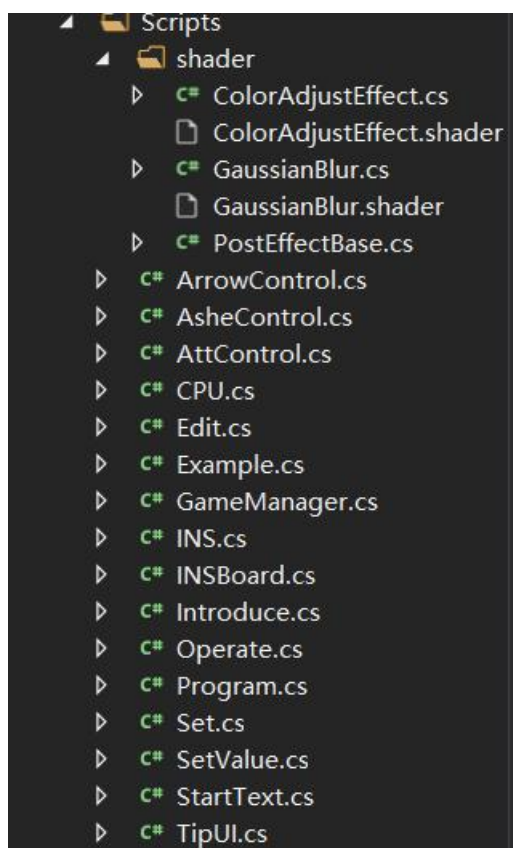 Scripts
shader
C# ColorAdjustEffect.cs
ColorAdjustEffect.shader
C# GaussianBlur.cs
GaussianBlur.shader
C# PostEffectBase.cs
C# ArrowControl.cs
C# AsheControl.cs
C# AttControl.cs
C# CPU.cs
C# Edit.cs
C# Example.cs
C# GameManager.cs
C# INS.cs
C# INSBoard.cs
C# Introduce.cs
C# Operate.cs
C# Program.cs
C# Set.cs
C# SetValue.cs
C# StartText.cs
C# TipUI.cs